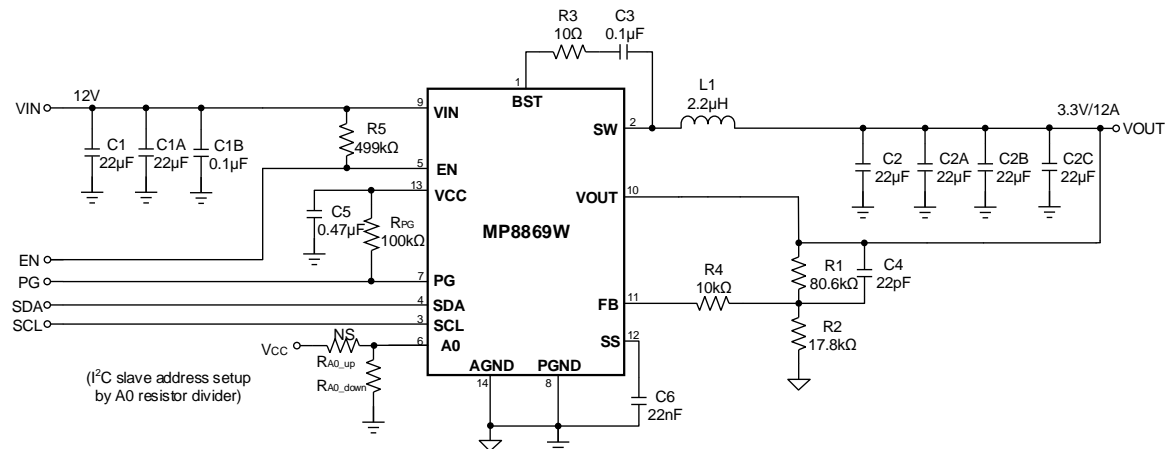 R3
10Ω
C3
0.1µF
1
BST
L1
2.2µH
VIN
12V
9
VIN
SW
2
3.3V/12A
VOUT
C1
22µF
C1A
22µF
C1B
0.1µF
R5
499kΩ
C2
22µF
C2A
22µF
C2B
22µF
C2C
22µF
5
EN
13
VCC
VOUT
10
C5
0.47µF
RPG
100kΩ
MP8869W
EN
PG
7
PG
R4
10kΩ
R1
80.6kΩ
C4
22pF
SDA
4
SDA
FB
11
SCL
3
SCL
R2
17.8kΩ
NS
VCC
6
A0
SS
12
RA0_up
RA0_down
(I²C slave address setup
by A0 resistor divider)
AGND
PGND
14
8
C6
22nF